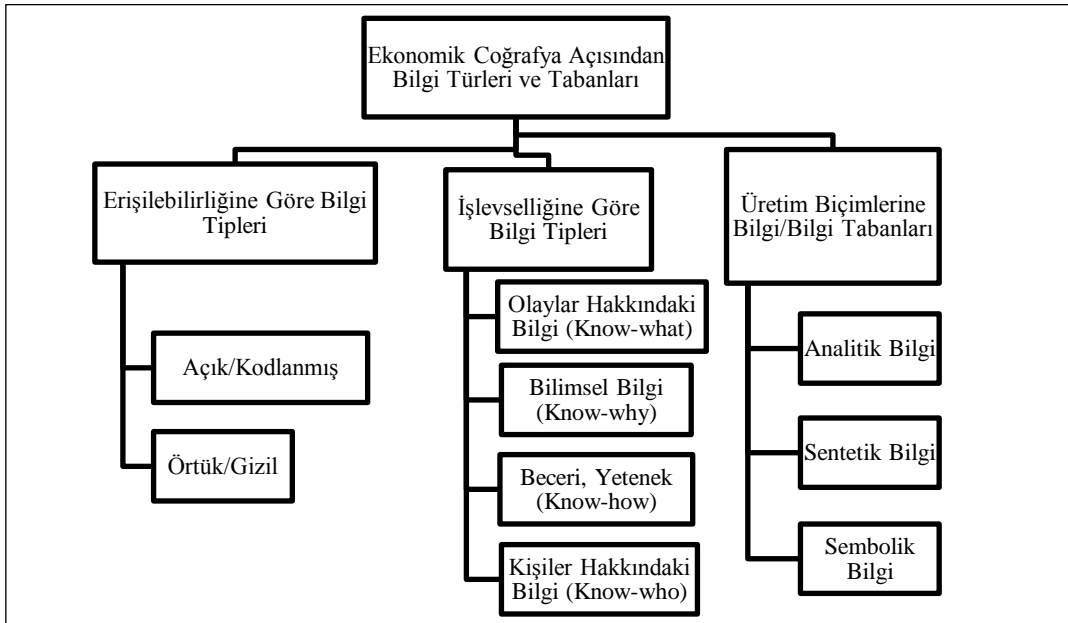 Ekonomik Coğrafya Açısından
Bilgi Türleri ve Tabanları
Erişilebilirliğine Göre Bilgi
Tipleri
Açık/Kodlanmış
Örtük/Gizil
İşlevselliğine Göre
Bilgi Tipleri
Olaylar Hakkındaki
Bilgi (Know-what)
Bilimsel Bilgi
(Know-why)
Beceri, Yetenek
(Know-how)
Kişiler Hakkındaki
Bilgi (Know-who)
Üretim Biçimlerine
Bilgi/Bilgi Tabanları
Analitik Bilgi
Sentetik Bilgi
Sembolik
Bilgi